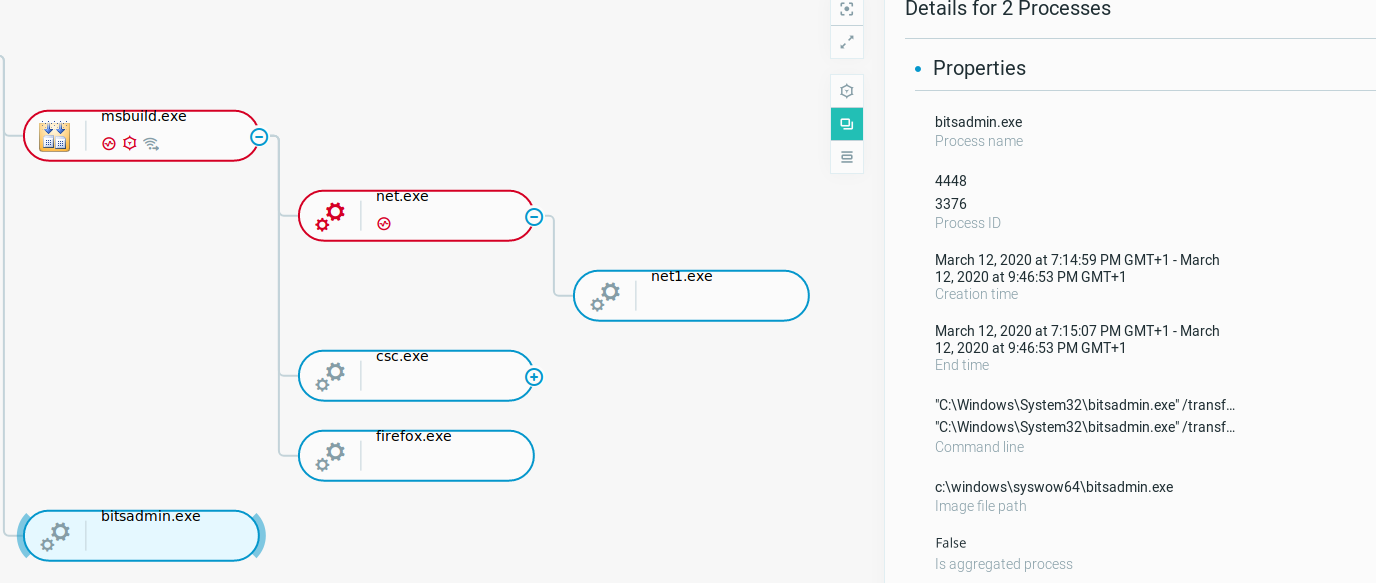 msbuild.exe
net.exe
net1.exe
csc.exe
firefox.exe
bitsadmin.exe
Details for 2 Processes
Properties
bitsadmin.exe
Process name
4448
3376
Process ID
March 12, 2020 at 7:14:59 PM GMT+1 - March
12, 2020 at 9:46:53 PM GMT+1
Creation time
March 12, 2020 at 7:15:07 PM GMT+1 - March
12, 2020 at 9:46:53 PM GMT+1
End time
"C:\Windows\System32\bitsadmin.exe" /transf...
"C:\Windows\System32\bitsadmin.exe" /transf...
Command line
c:\windows\syswow64\bitsadmin.exe
Image file path
False
Is aggregated process